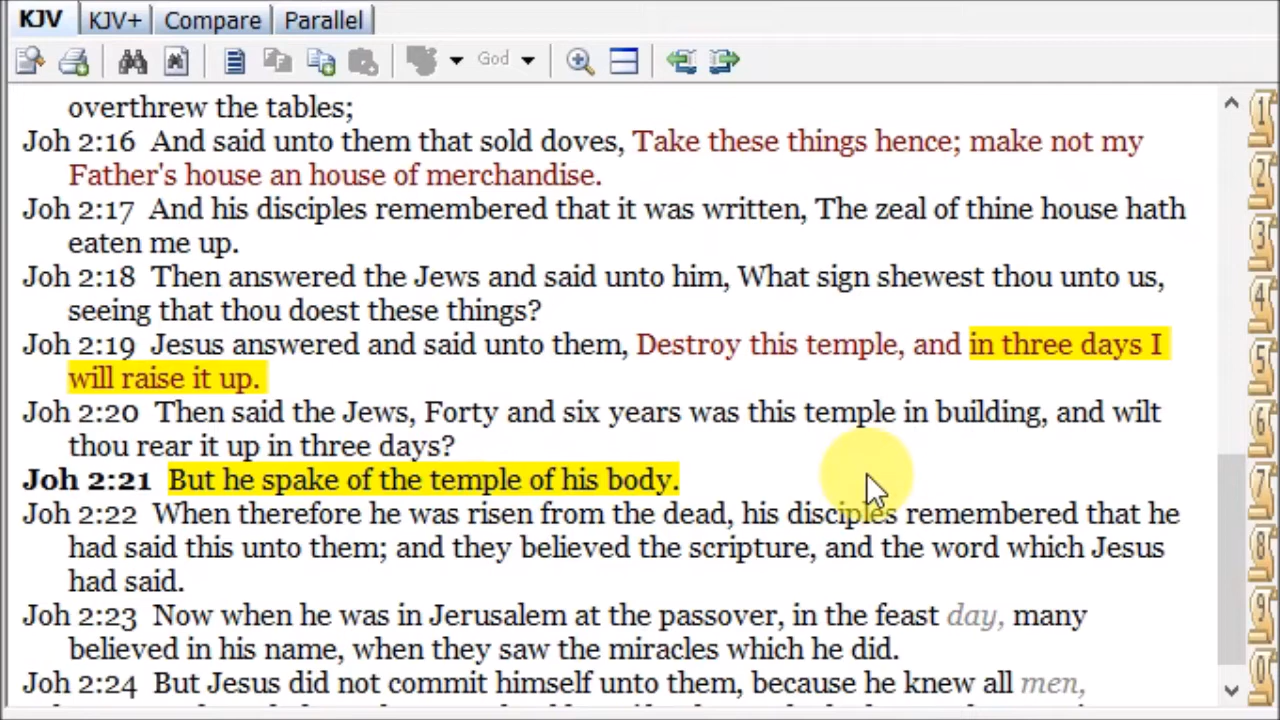 KJV KJV+ Compare Parallel
God
overthrew the tables;
Joh 2:16 And said unto them that sold doves, Take these things hence; make not my
Father's house an house of merchandise.
Joh 2:17 And his disciples remembered that it was written, The zeal of thine house hath
eaten me up.
Joh 2:18 Then answered the Jews and said unto him, What sign shewest thou unto us,
seeing that thou doest these things?
Joh 2:19 Jesus answered and said unto them, Destroy this temple, and in three days I
will raise it up.
Joh 2:20 Then said the Jews, Forty and six years was this temple in building, and wilt
thou rear it up in three days?
Joh 2:21 But he spake of the temple of his body.
Joh 2:22 When therefore he was risen from the dead, his disciples remembered that he
had said this unto them; and they believed the scripture, and the word which Jesus
had said.
Joh 2:23 Now when he was in Jerusalem at the passover, in the feast day, many
believed in his name, when they saw the miracles which he did.
Joh 2:24 But Jesus did not commit himself unto them, because he knew all men,
1
2
3
4
5
6
7
8
9
0